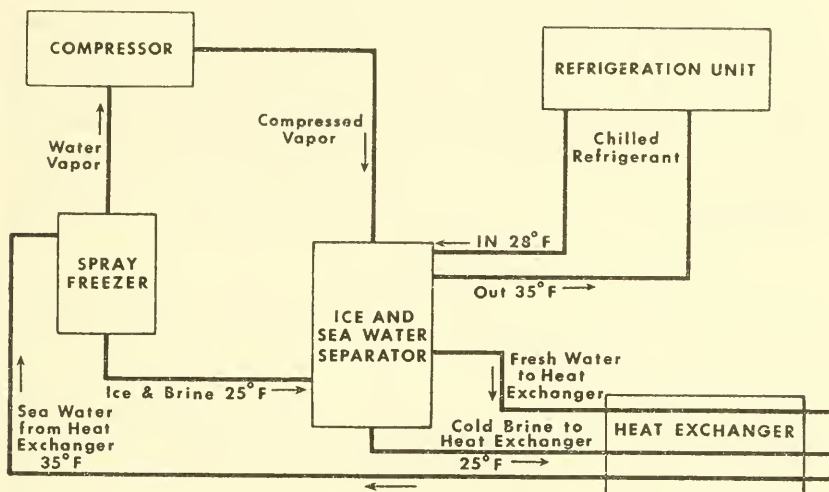 COMPRESSOR
REFRIGERATION UNIT
Water
Vapor
Compressed
Vapor
Chilled
Refrigerant
SPRAY
FREEZER
IN 28°F
Out 35°F
ICE AND
SEA WATER
SEPARATOR
Ice & Brine 25°F
Fresh Water
to Heat
Exchanger
Sea Water
from Heat
Exchanger
35°F
Cold Brine to
Heat Exchanger
25°F
HEAT EXCHANGER